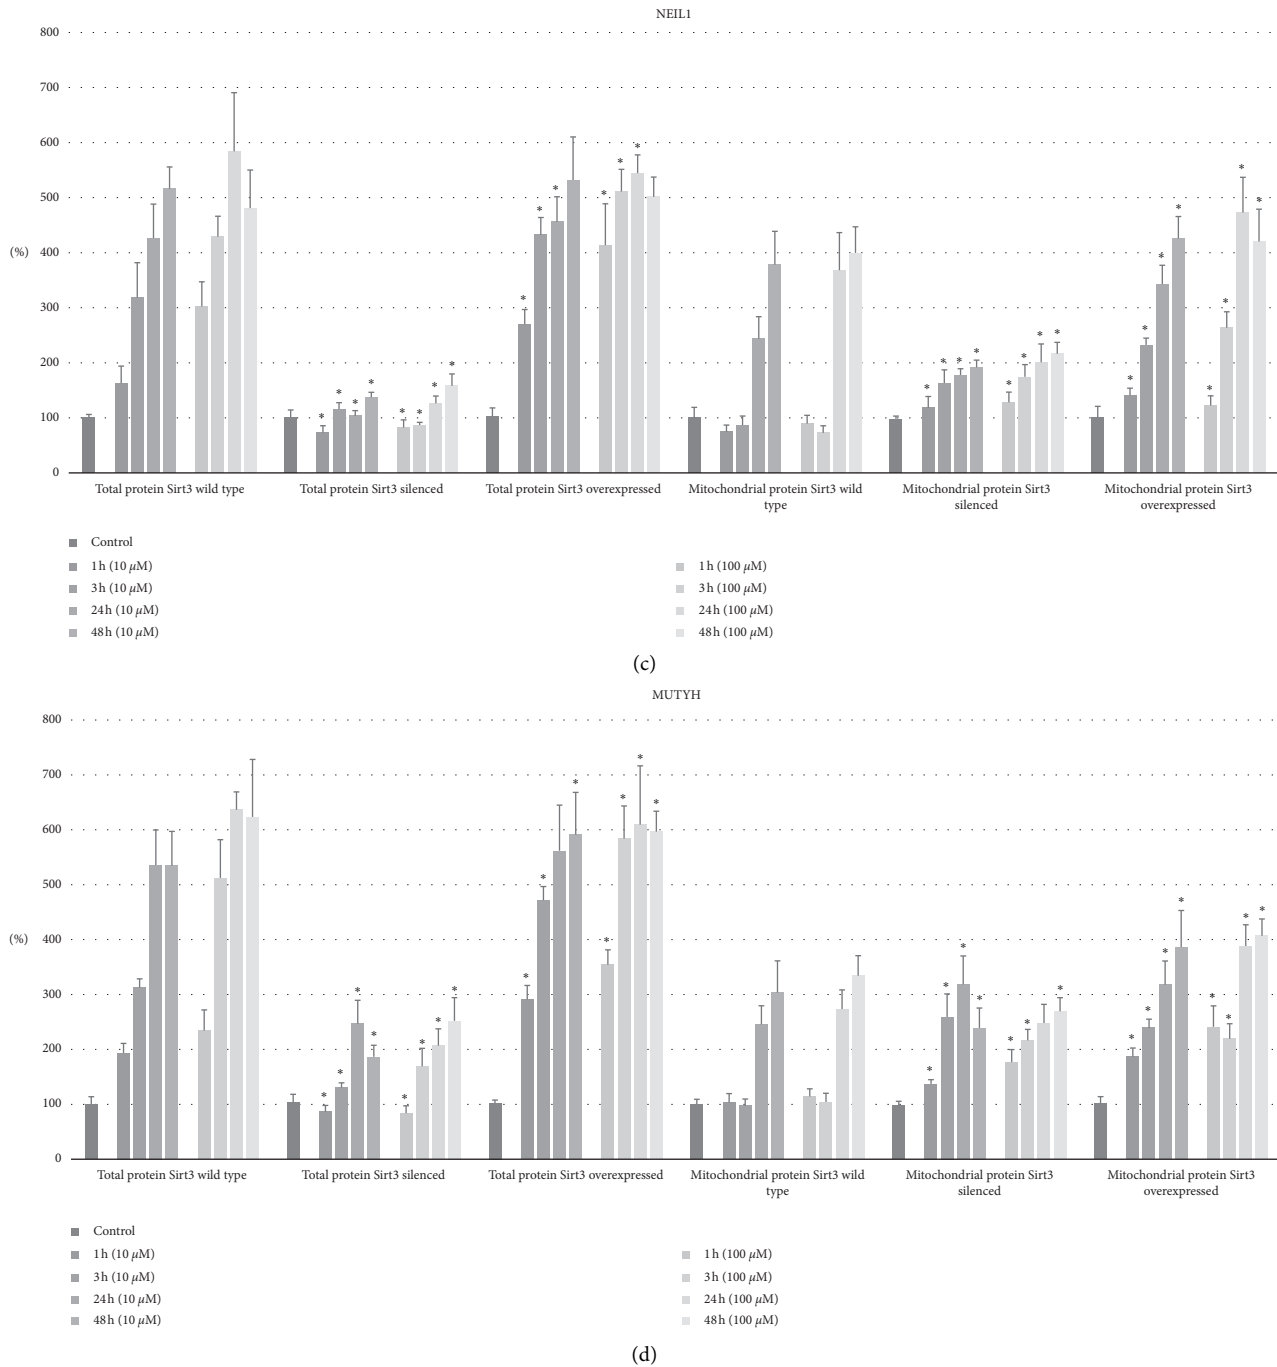 NEIL1
800
700
600
500
(%) 400
300
200
100
0
Total protein Sirt3 wild type Total protein Sirt3 silenced Total protein Sirt3 overexpressed Mitochondrial protein Sirt3 wild type Mitochondrial protein Sirt3 silenced Mitochondrial protein Sirt3 overexpressed
Control
1 h (10 μM) 1 h (100 μM)
3 h (10 μM) 3 h (100 μM)
24 h (10 μM) 24 h (100 μM)
48 h (10 μM) 48 h (100 μM)
(c)
MUTYH
800
700
600
500
(%) 400
300
200
100
0
Total protein Sirt3 wild type Total protein Sirt3 silenced Total protein Sirt3 overexpressed Mitochondrial protein Sirt3 wild type Mitochondrial protein Sirt3 silenced Mitochondrial protein Sirt3 overexpressed
Control
1 h (10 μM) 1 h (100 μM)
3 h (10 μM) 3 h (100 μM)
24 h (10 μM) 24 h (100 μM)
48 h (10 μM) 48 h (100 μM)
(d)